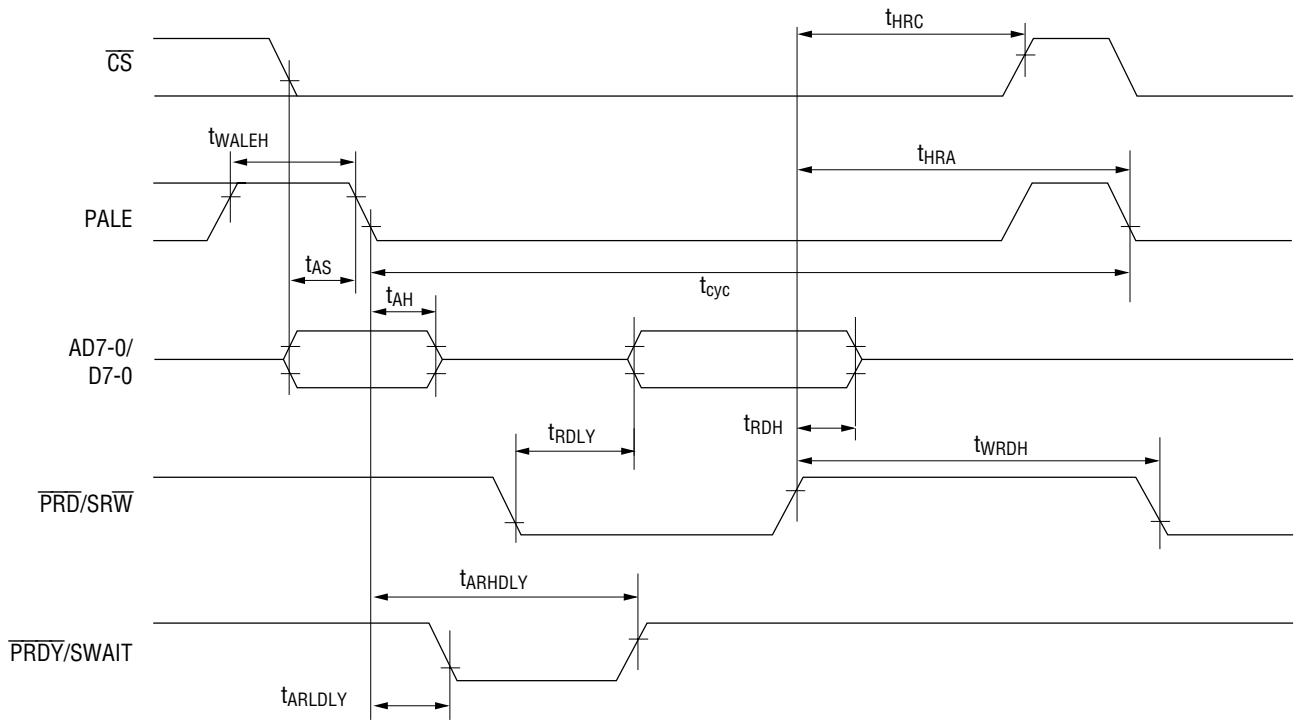 tHRC
CS
tWALEH
tHRA
PALE
tAS
tcyc
tAH
AD7-0/
D7-0
tRDH
tRDLY
tWRDH
PRD/SRW
tARHDLY
PRDY/SWAIT
tARLDLY